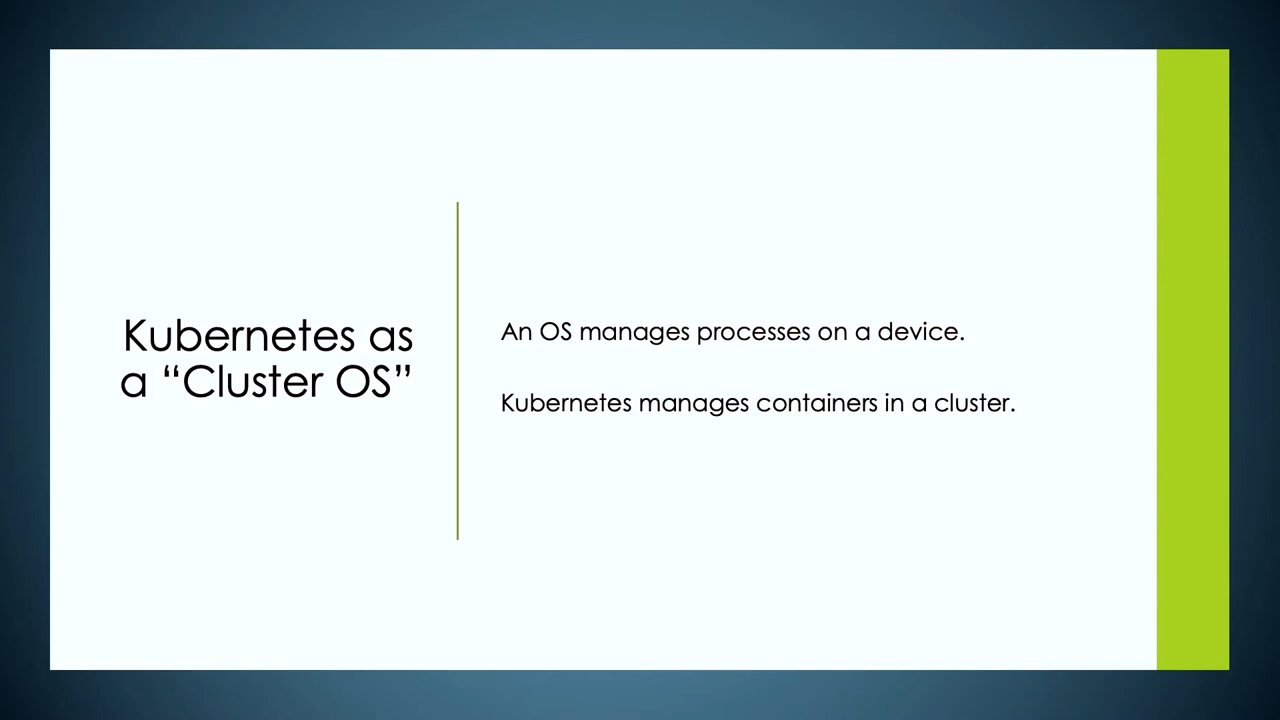 Kubernetes as
a “Cluster OS”
An OS manages processes on a device.
Kubernetes manages containers in a cluster.